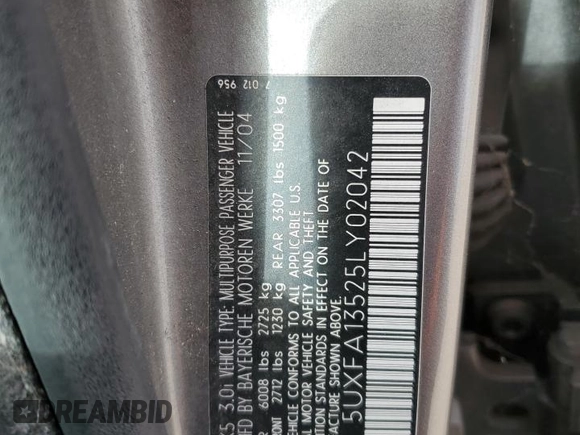 7 012 956
X5 3.0i VEHICLE TYPE: MULTIPURPOSE PASSENGER VEHICLE
MFD BY BAYERISCHE MOTOREN WERKE 11/04
6008 lbs 2725 kg
2712 lbs 1230 kg REAR 3307 lbs 1500 kg
VEHICLE CONFORMS TO ALL APPLICABLE U.S.
MOTOR VEHICLE SAFETY AND THEFT
STANDARDS IN EFFECT ON THE DATE OF
ACTURE SHOWN ABOVE.
5UXFA13525LY02042
DREAMBID